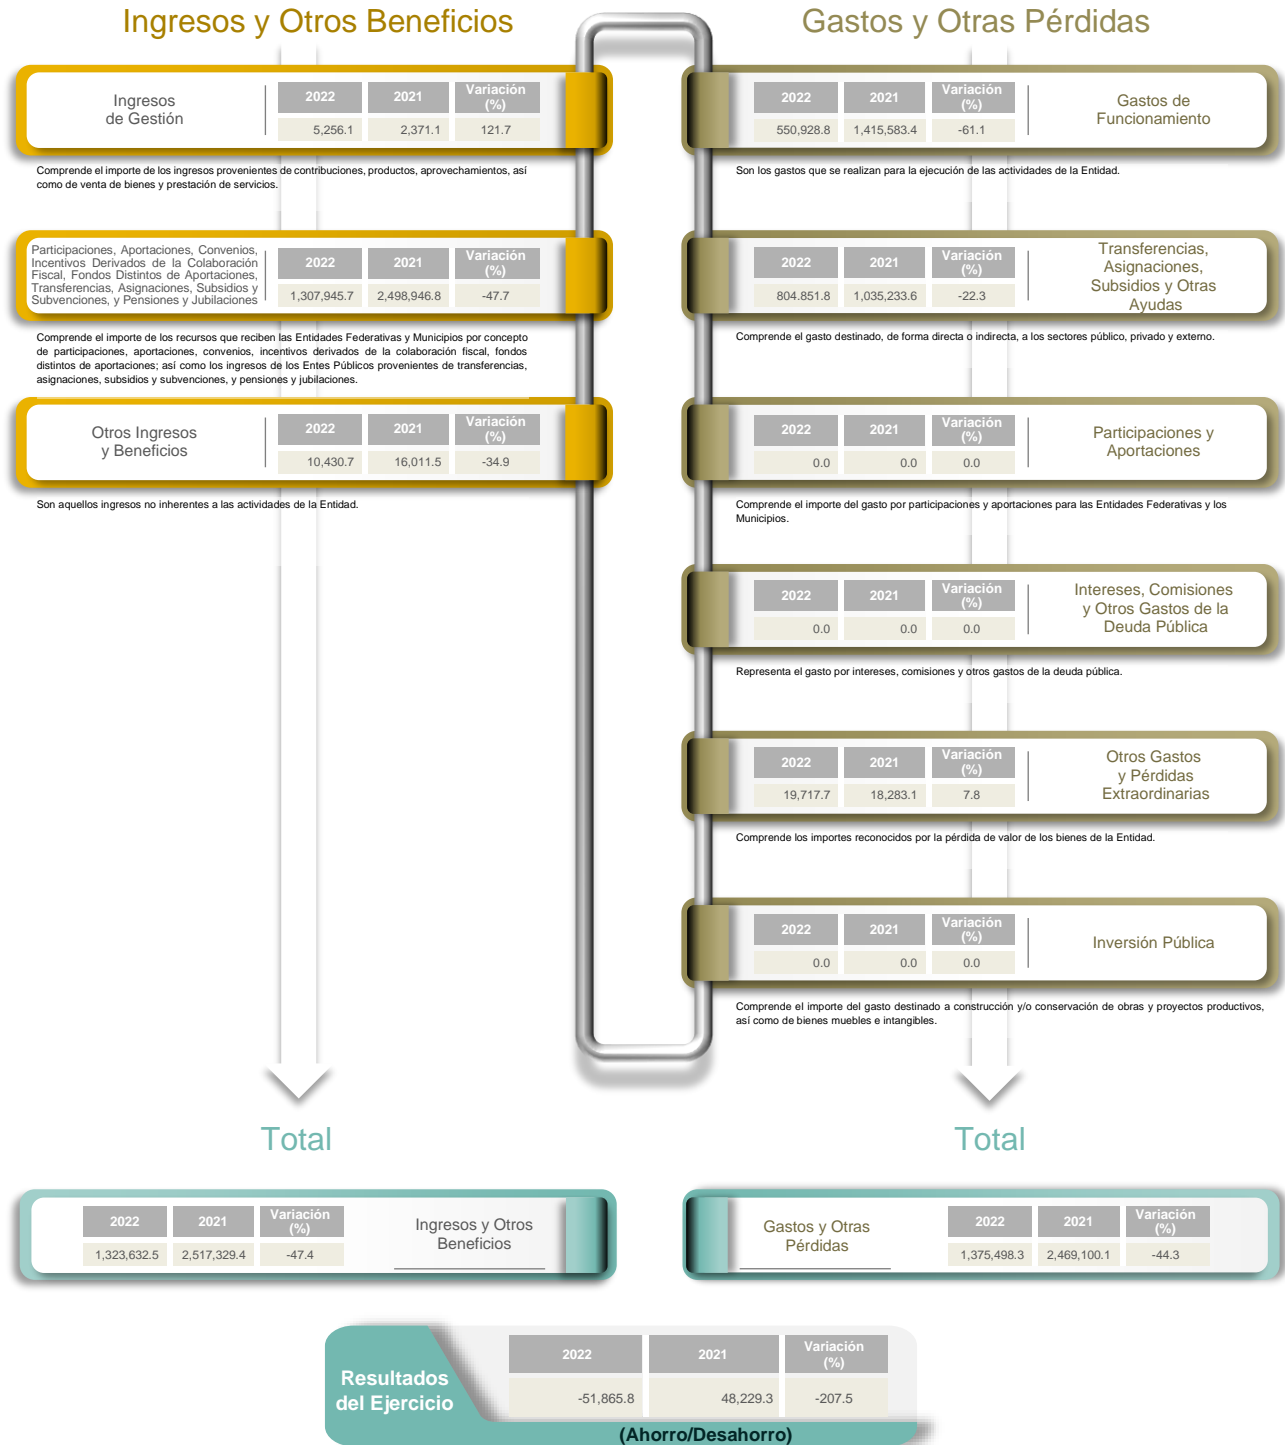 Ingresos y Otros Beneficios
Ingresos
de Gestión
2022 2021 Variación
(%)
5,256.1 2,371.1 121.7
Comprende el importe de los ingresos provenientes de contribuciones, productos, aprovechamientos, así
como de venta de bienes y prestación de servicios.
Participaciones, Aportaciones, Convenios,
Incentivos Derivados de la Colaboración
Fiscal, Fondos Distintos de Aportaciones,
Transferencias, Asignaciones, Subsidios y
Subvenciones, y Pensiones y Jubilaciones
2022 2021 Variación
(%)
1,307,945.7 2,498,946.8 -47.7
Comprende el importe de los recursos que reciben las Entidades Federativas y Municipios por concepto
de participaciones, aportaciones, convenios, incentivos derivados de la colaboración fiscal, fondos
distintos de aportaciones; así como los ingresos de los Entes Públicos provenientes de transferencias,
asignaciones, subsidios y subvenciones, y pensiones y jubilaciones.
Otros Ingresos
y Beneficios
2022 2021 Variación
(%)
10,430.7 16,011.5 -34.9
Son aquellos ingresos no inherentes a las actividades de la Entidad.
Gastos y Otras Pérdidas
2022 2021 Variación
(%)
550,928.8 1,415,583.4 -61.1
Gastos de
Funcionamiento
Son los gastos que se realizan para la ejecución de las actividades de la Entidad.
2022 2021 Variación
(%)
804.851.8 1,035,233.6 -22.3
Transferencias,
Asignaciones,
Subsidios y Otras
Ayudas
Comprende el gasto destinado, de forma directa o indirecta, a los sectores público, privado y externo.
2022 2021 Variación
(%)
0.0 0.0 0.0
Participaciones y
Aportaciones
Comprende el importe del gasto por participaciones y aportaciones para las Entidades Federativas y los
Municipios.
2022 2021 Variación
(%)
0.0 0.0 0.0
Intereses, Comisiones
y Otros Gastos de la
Deuda Pública
Representa el gasto por intereses, comisiones y otros gastos de la deuda pública.
2022 2021 Variación
(%)
19,717.7 18,283.1 7.8
Otros Gastos
y Pérdidas
Extraordinarias
Comprende los importes reconocidos por la pérdida de valor de los bienes de la Entidad.
2022 2021 Variación
(%)
0.0 0.0 0.0
Inversión Pública
Comprende el importe del gasto destinado a construcción y/o conservación de obras y proyectos productivos,
así como de bienes muebles e intangibles.
Total
2022 2021 Variación
(%)
1,323,632.5 2,517,329.4 -47.4
Ingresos y Otros
Beneficios
Total
Gastos y Otras
Pérdidas
2022 2021 Variación
(%)
1,375,498.3 2,469,100.1 -44.3
Resultados
del Ejercicio
2022 2021 Variación
(%)
-51,865.8 48,229.3 -207.5
(Ahorro/Desahorro)